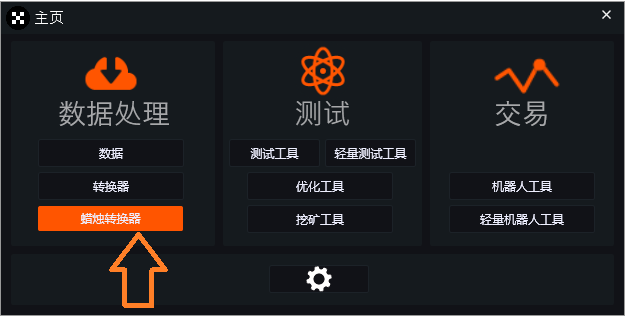 主页
数据处理
数据
转换器
蜡烛转换器
测试
测试工具 轻量测试工具
优化工具
挖矿工具
交易
机器人工具
轻量机器人工具